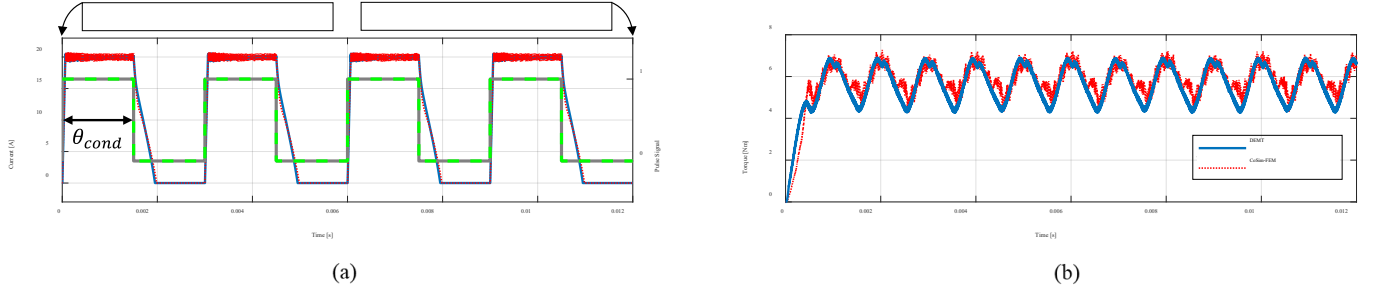 20
15
10
5
0
Current [A]
θcond
1
0
Pulse Signal
0
0.002
0.004
0.006
0.008
0.01
0.012
Time [s]
(a)
8
6
4
2
0
Torque [Nm]
DEMT
CoSim-FEM
0
0.002
0.004
0.006
0.008
0.01
0.012
Time [s]
(b)